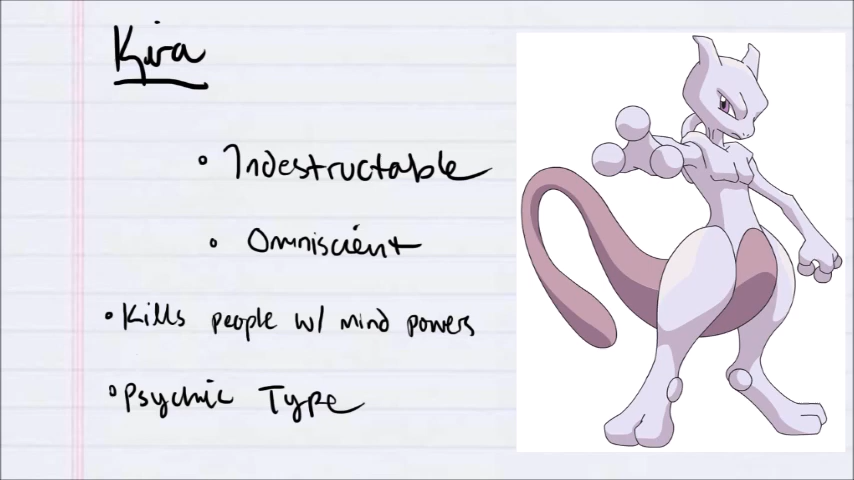 Kira
• Indestructable
• Omniscient
• Kills people w/ mind powers
• Psychic Type